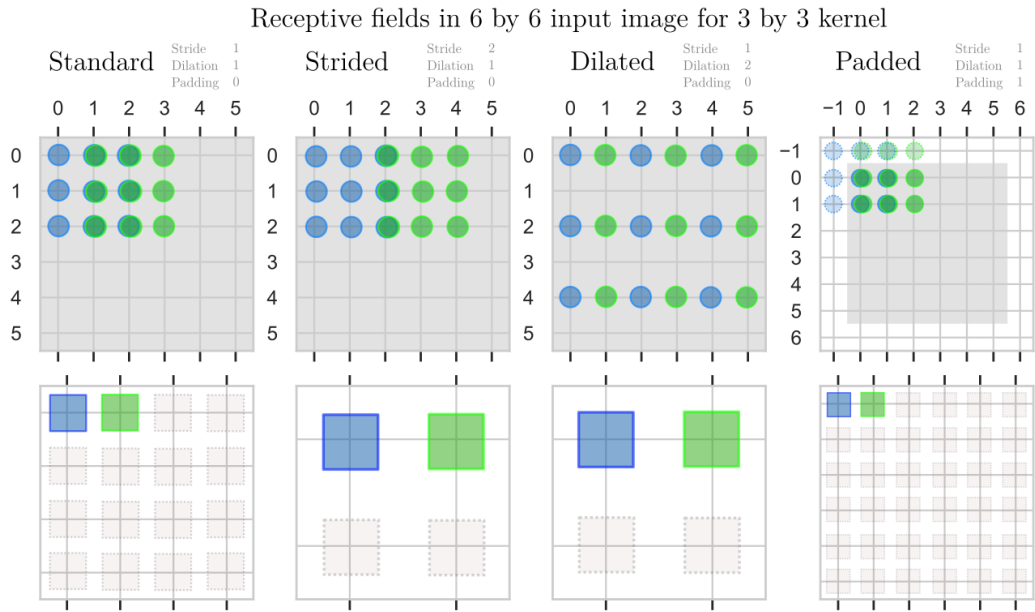 Receptive fields in 6 by 6 input image for 3 by 3 kernel
Standard
Stride 1
Dilation 1
Padding 0
Strided
Stride 2
Dilation 1
Padding 0
Dilated
Stride 1
Dilation 2
Padding 0
Padded
Stride 1
Dilation 1
Padding 1
0 1 2 3 4 5
0 1 2 3 4 5
0 1 2 3 4 5
−1 0 1 2 3 4 5 6
0
1
2
3
4
5
0
1
2
3
4
5
0
1
2
3
4
5
−1
0
1
2
3
4
5
6